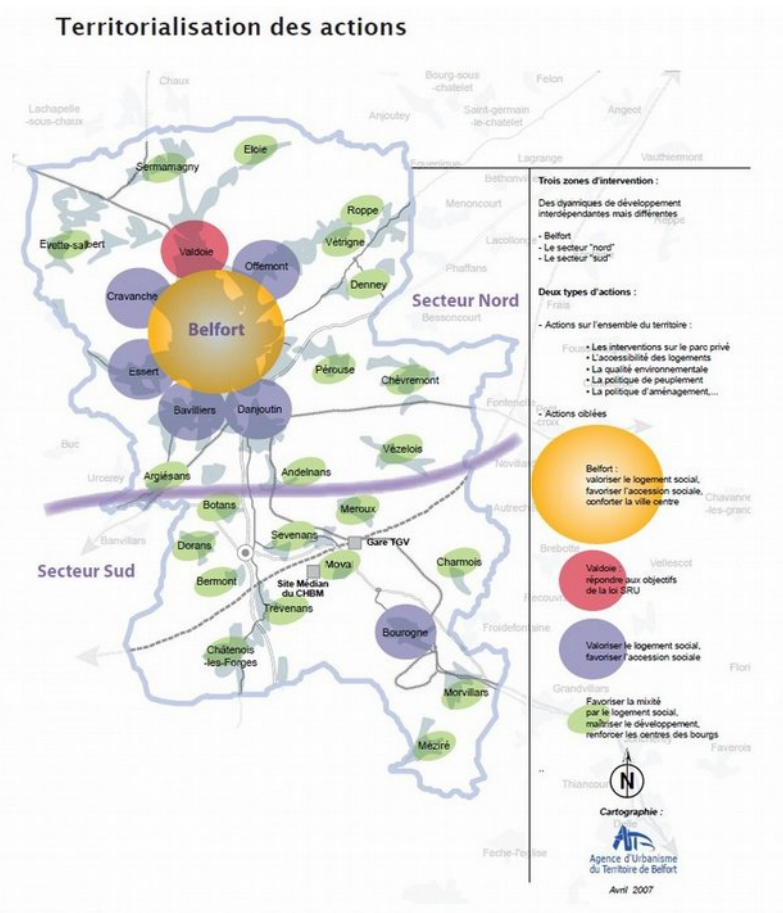 Territorialisation des actions
Chaux
Bourg-sous
-chatelet
Felon
Lachapelle
-sous-chaux
Anjoutey
Saint-germain
-le-chatelet
Angeot
Eloie
Sermamagny
Eguenigue
Lagrange
Vauthiermont
Roppe
Menoncourt
Evette-salbert
Valdoie
Offemont
Vétrigne
Phaffans
Cravanche
Denney
Secteur Nord
Bessoncourt
Belfort
Essert
Pérouse
Chèvremont
Bavilliers
Danjoutin
Fontenelle
Buc
Urcerey
Argiésans
Andelnans
Vézelois
Botans
Meroux
Banvillars
Dorans
Sevenans
Gare TGV
Secteur Sud
Bermont
Moval
Charmois
Site Médian
du CHBM
Trévenans
Bourogne
Froidefontaine
Châtenois
-les-Forges
Morvillars
Méziré
Feche-l'eglise
Trois zones d'intervention :
Des dyamiques de développement
interdépendantes mais différentes
- Belfort
- Le secteur "nord"
- Le secteur "sud"
Deux types d'actions :
Frais
- Actions sur l'ensemble du territoire :
• Les interventions sur le parc privé
• L'accessibilité des logements
• La qualité environnementale
• La politique de peuplement
• La politique d'aménagement,...
- Actions ciblées
Belfort :
valoriser le logement social,
favoriser l'accession sociale,
conforter la ville centre
Chavanne
-les-grand
Brebotte
Vellescot
Valdoie :
répondre aux objectifs
de la loi SRU
Valoriser le logement social,
favoriser l'accession sociale
Flori
Grandvillars
Favoriser la mixité
par le logement social,
maîtriser le développement,
renforcer les centres des bourgs
Faverois
Thiancour
N
Cartographie :
Delle
Agence d'Urbanisme
du Territoire de Belfort
Avril 2007